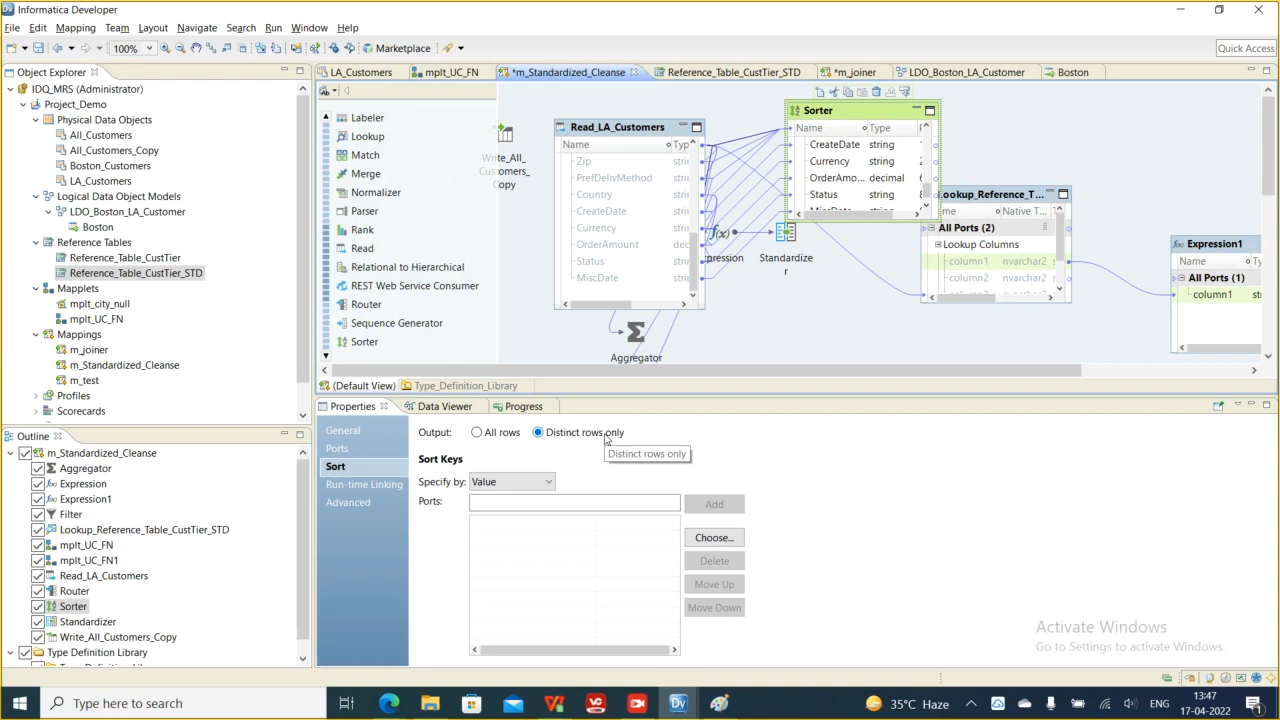 Informatica Developer
File Edit Mapping Team Layout Navigate Search Run Window Help
100%
Marketplace
Quick Access
Object Explorer
IDQ_MRS (Administrator)
Project_Demo
Physical Data Objects
All_Customers
All_Customers_Copy
Boston_Customers
LA_Customers
Logical Data Object Models
LDO_Boston_LA_Customer
Boston
Reference Tables
Reference_Table_CustTier
Reference_Table_CustTier_STD
Mapplets
mplt_city_null
mplt_UC_FN
Mappings
m_joiner
m_Standardized_Cleanse
m_test
Profiles
Scorecards
Outline
m_Standardized_Cleanse
Aggregator
Expression
Expression1
Filter
Lookup_Reference_Table_CustTier_STD
mplt_UC_FN
mplt_UC_FN1
Read_LA_Customers
Router
Sorter
Standardizer
Write_All_Customers_Copy
Type Definition Library
LA_Customers mplt_UC_FN *m_Standardized_Cleanse Reference_Table_CustTier_STD *m_joiner LDO_Boston_LA_Customer Boston
Labeler
Lookup
Match
Merge
Normalizer
Parser
Rank
Read
Relational to Hierarchical
REST Web Service Consumer
Router
Sequence Generator
Sorter
Write_All_
Copy
Read_LA_Customers
Name
Zip
PrefDelivMethod
Country
CreateDate
Currency
OrderAmount
Status
MiscDate
Aggregator
pression
Standardize
r
Sorter
Name Type
CreateDate string
Currency string
OrderAmo... decimal
Status string
ookup_Reference_T...
me Native T...
All Ports (2)
Lookup Columns
column1 nvarchar2
column2 nvarchar2
Expression1
Name
All Ports (1)
column1
(Default View) Type_Definition_Library
Properties Data Viewer Progress
General
Ports
Sort
Run-time Linking
Advanced
Output: All rows Distinct rows only
Distinct rows only
Sort Keys
Specify by: Value
Ports:
Add
Choose...
Delete
Move Up
Move Down
Activate Windows
Go to Settings to activate Windows.
Type here to search
35°C Haze
ENG
13:47
17-04-2022
1